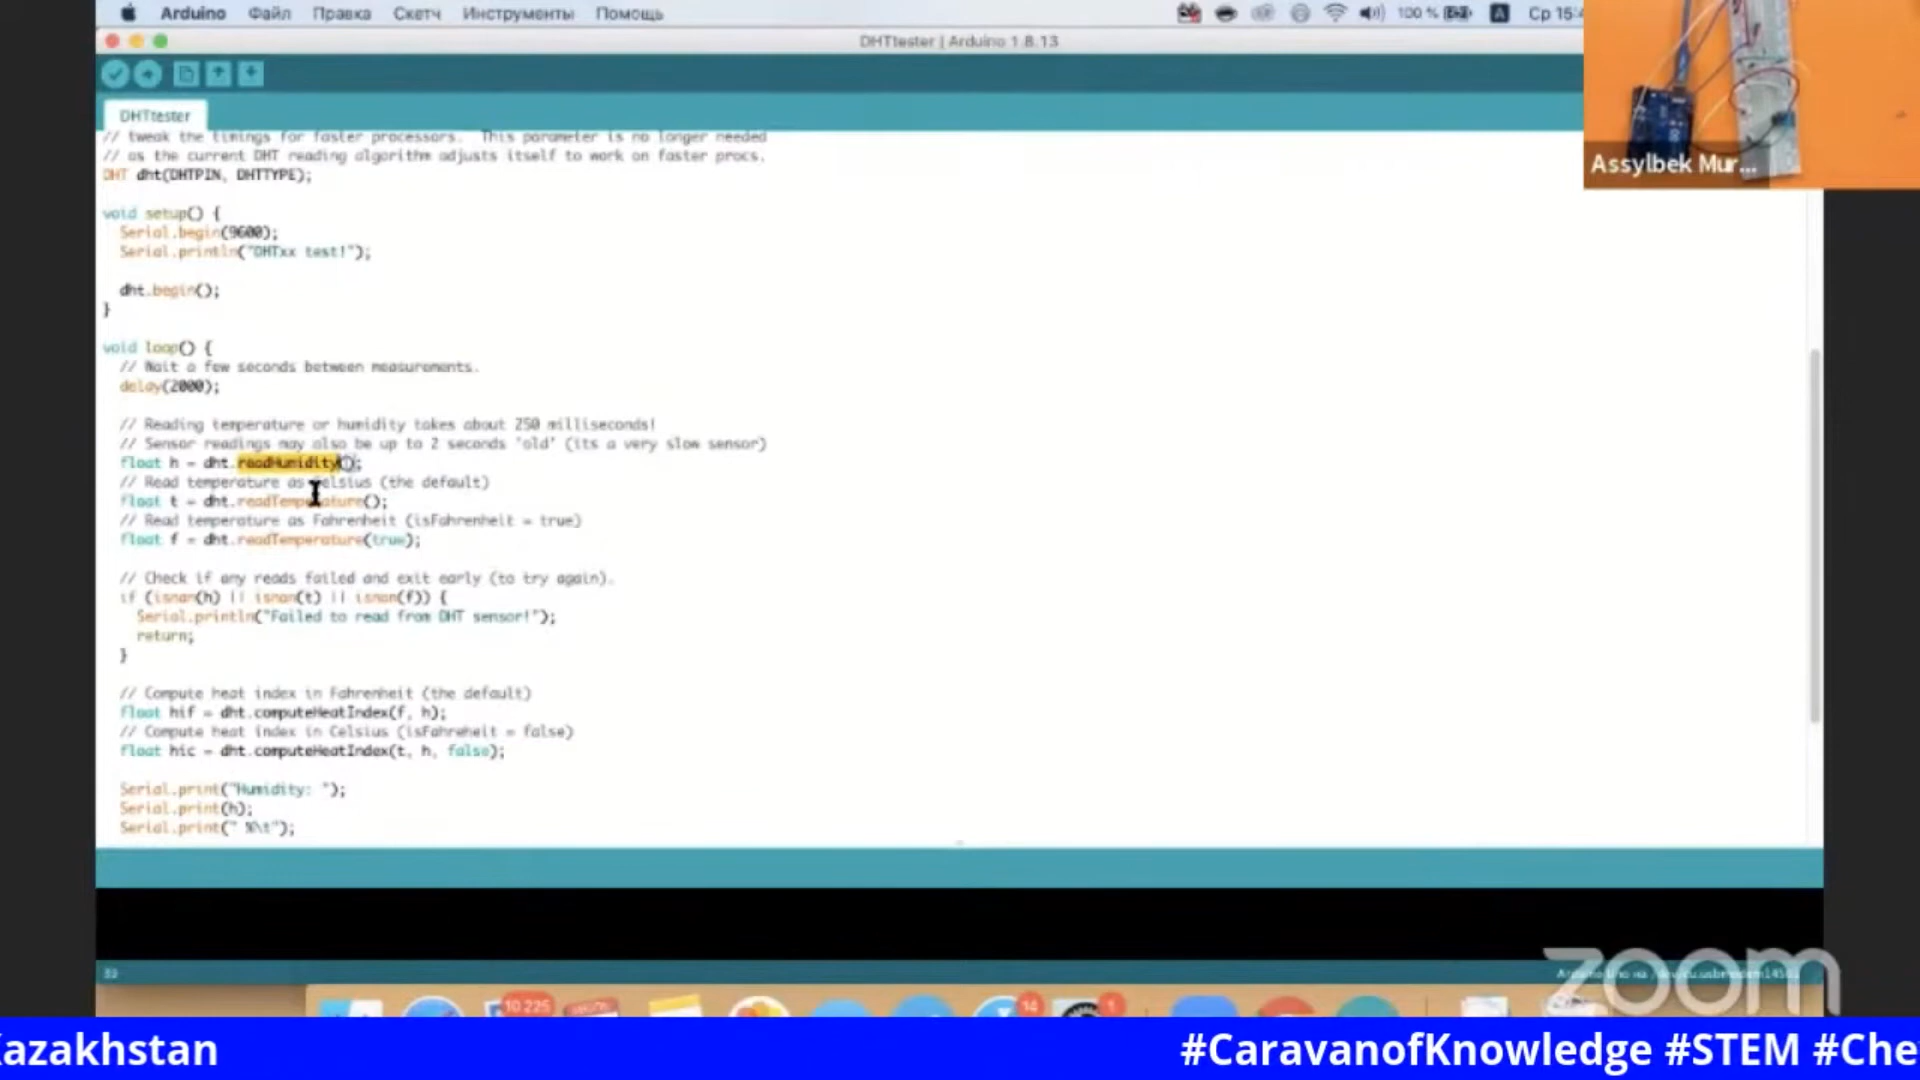 Arduino Файл Правка Скетч Инструменты Помощь 100 % A Ср 15:
DHTtester | Arduino 1.8.13
DHTtester
Assylbek Mur...
// tweak the timings for faster processors. This parameter is no longer needed
// as the current DHT reading algorithm adjusts itself to work on faster procs.
DHT dht(DHTPIN, DHTTYPE);
void setup() {
Serial.begin(9600);
Serial.println("DHTxx test!");
dht.begin();
}
void loop() {
// Wait a few seconds between measurements.
delay(2000);
// Reading temperature or humidity takes about 250 milliseconds!
// Sensor readings may also be up to 2 seconds 'old' (its a very slow sensor)
float h = dht.readHumidity();
// Read temperature as Celsius (the default)
float t = dht.readTemperature();
// Read temperature as Fahrenheit (isFahrenheit = true)
float f = dht.readTemperature(true);
// Check if any reads failed and exit early (to try again).
if (isnan(h) || isnan(t) || isnan(f)) {
Serial.println("Failed to read from DHT sensor!");
return;
}
// Compute heat index in Fahrenheit (the default)
float hif = dht.computeHeatIndex(f, h);
// Compute heat index in Celsius (isFahreheit = false)
float hic = dht.computeHeatIndex(t, h, false);
Serial.print("Humidity: ");
Serial.print(h);
Serial.print(" %\t");
zoom
10 225 14 1
Kazakhstan #CaravanofKnowledge #STEM #Che